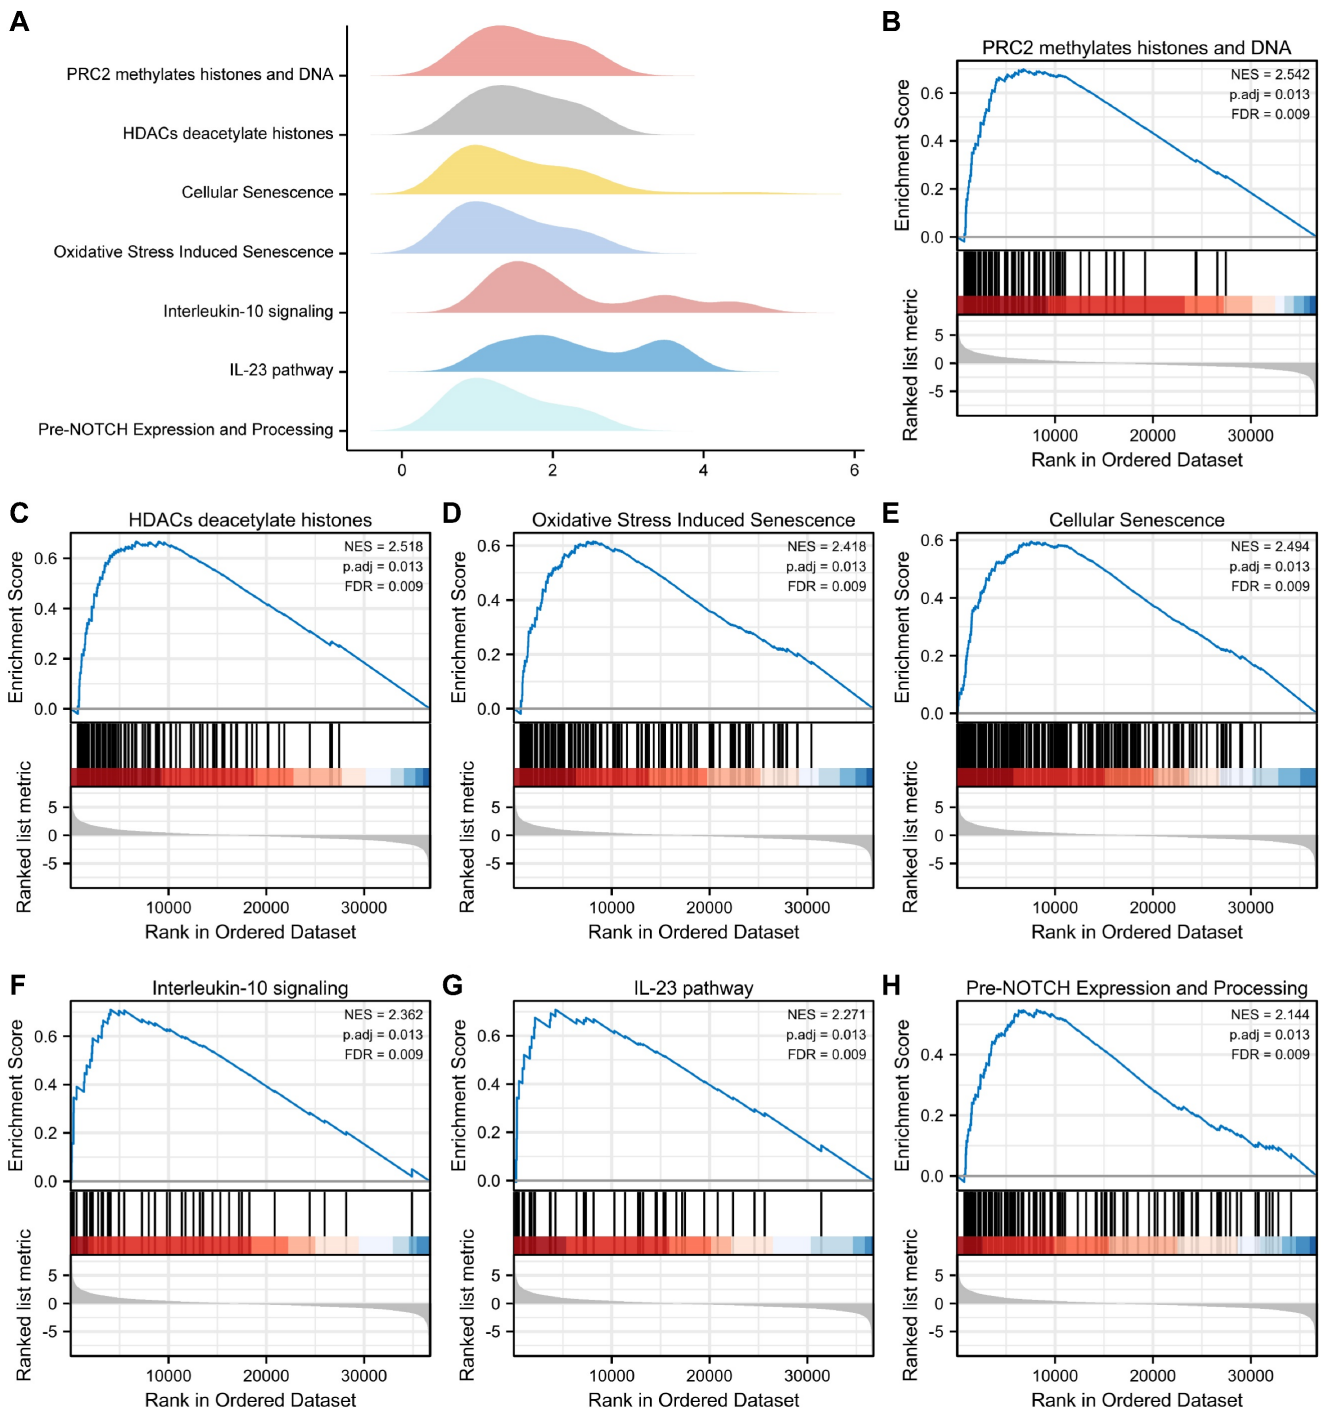 A
PRC2 methylates histones and DNA
HDACs deacetylate histones
Cellular Senescence
Oxidative Stress Induced Senescence
Interleukin-10 signaling
IL-23 pathway
Pre-NOTCH Expression and Processing
0 2 4 6
B
PRC2 methylates histones and DNA
NES = 2.542
p.adj = 0.013
FDR = 0.009
Enrichment Score
0.6
0.4
0.2
0.0
Ranked list metric
5
0
-5
10000 20000 30000
Rank in Ordered Dataset
C
HDACs deacetylate histones
NES = 2.518
p.adj = 0.013
FDR = 0.009
Enrichment Score
0.6
0.4
0.2
0.0
Ranked list metric
5
0
-5
10000 20000 30000
Rank in Ordered Dataset
D
Oxidative Stress Induced Senescence
NES = 2.418
p.adj = 0.013
FDR = 0.009
Enrichment Score
0.6
0.4
0.2
0.0
Ranked list metric
5
0
-5
10000 20000 30000
Rank in Ordered Dataset
E
Cellular Senescence
NES = 2.494
p.adj = 0.013
FDR = 0.009
Enrichment Score
0.6
0.4
0.2
0.0
Ranked list metric
5
0
-5
10000 20000 30000
Rank in Ordered Dataset
F
Interleukin-10 signaling
NES = 2.362
p.adj = 0.013
FDR = 0.009
Enrichment Score
0.6
0.4
0.2
0.0
Ranked list metric
5
0
-5
10000 20000 30000
Rank in Ordered Dataset
G
IL-23 pathway
NES = 2.271
p.adj = 0.013
FDR = 0.009
Enrichment Score
0.6
0.4
0.2
0.0
Ranked list metric
5
0
-5
10000 20000 30000
Rank in Ordered Dataset
H
Pre-NOTCH Expression and Processing
NES = 2.144
p.adj = 0.013
FDR = 0.009
Enrichment Score
0.4
0.2
0.0
Ranked list metric
5
0
-5
10000 20000 30000
Rank in Ordered Dataset